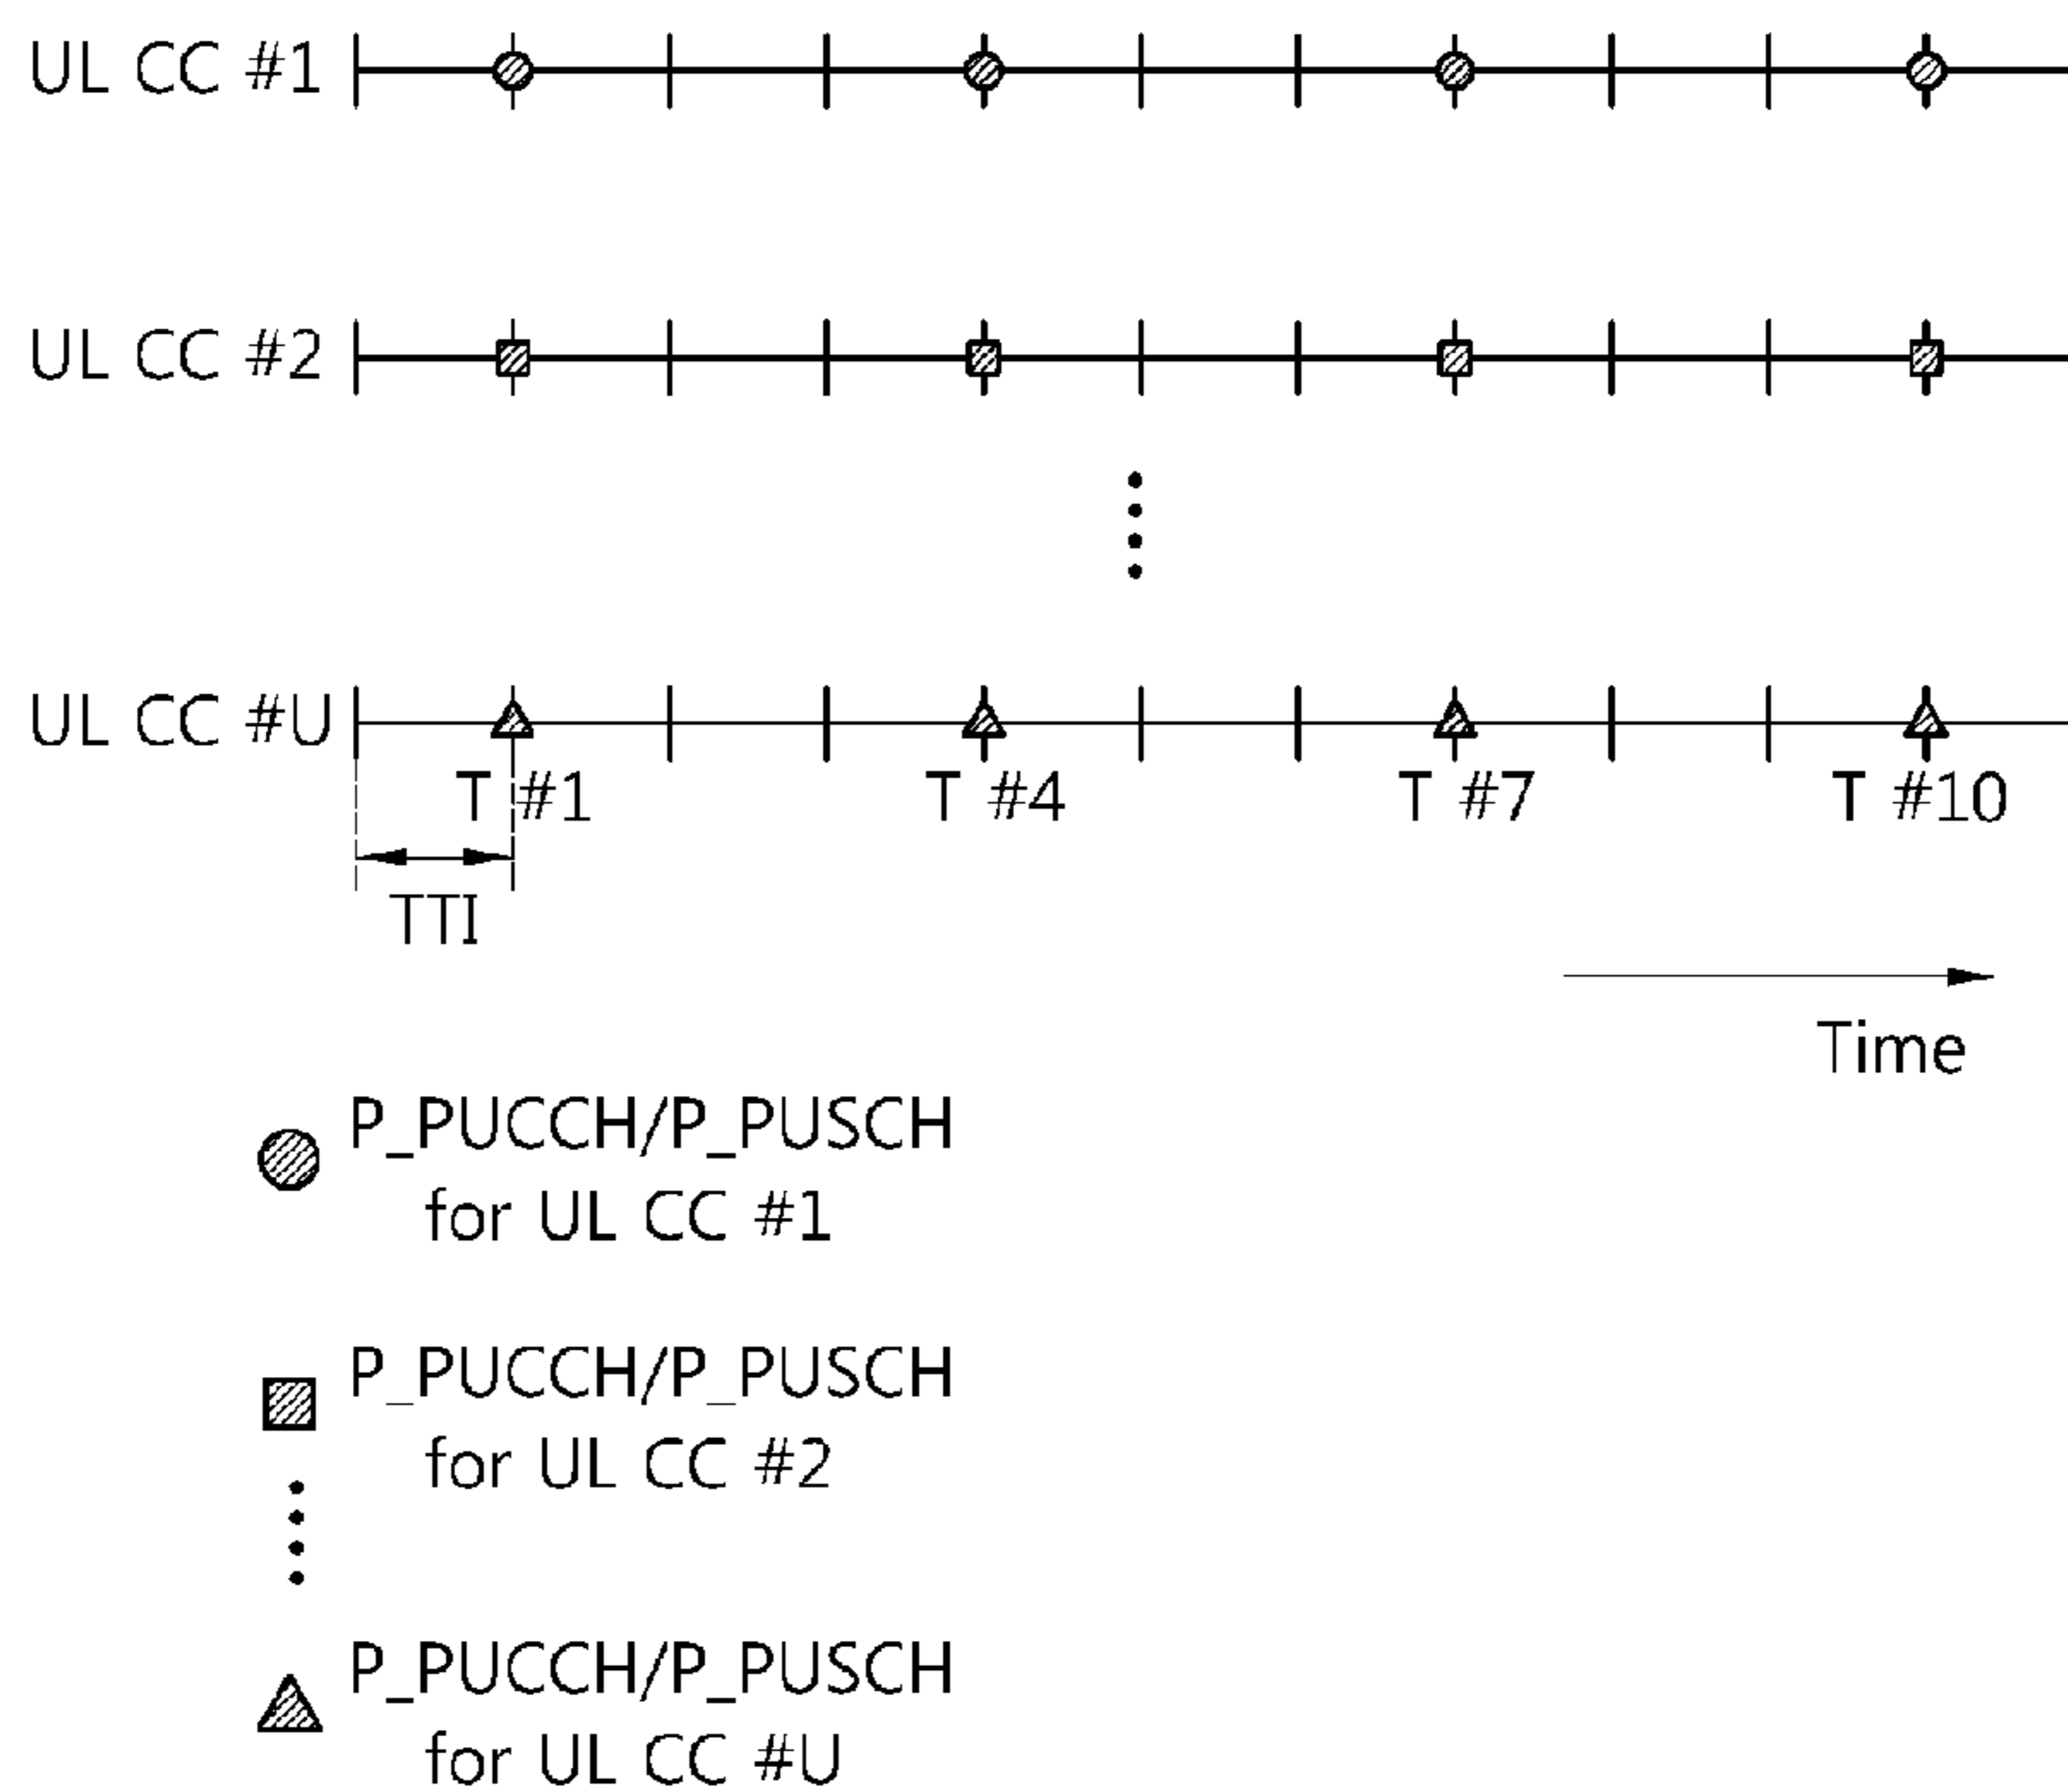 UL CC #1
UL CC #2
UL CC #U
T #1 T #4 T #7 T #10
TTI
Time
P_PUCCH/P_PUSCH
for UL CC #1
P_PUCCH/P_PUSCH
for UL CC #2
P_PUCCH/P_PUSCH
for UL CC #U